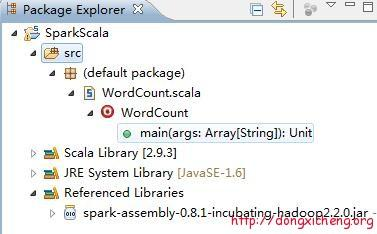 Package Explorer
SparkScala
src
(default package)
WordCount.scala
WordCount
main(args: Array[String]): Unit
Scala Library [2.9.3]
JRE System Library [JavaSE-1.6]
Referenced Libraries
spark-assembly-0.8.1-incubating-hadoop2.2.0.jar
http://dongxicheng.org